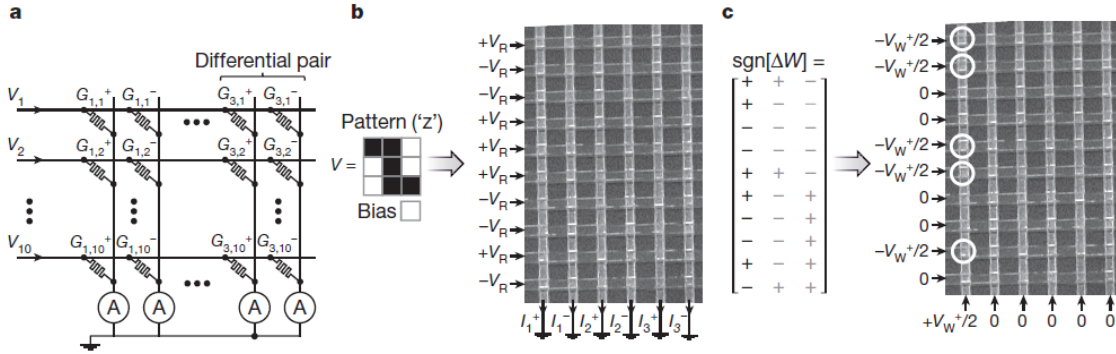 a
Differential pair
V1
G1,1+ G1,1− G3,1+ G3,1−
V2
G1,2+ G1,2− G3,2+ G3,2−
V10
G1,10+ G1,10− G3,10+ G3,10−
A A A A
b
Pattern ('z')
V =
Bias
+VR
−VR
−VR
+VR
+VR
+VR
−VR
−VR
+VR
−VR
I1+ I1− I2+ I2− I3+ I3−
c
sgn[ΔW] =
+ + −
+ − −
− − −
− − −
+ + −
+ − +
− − +
− − +
+ − +
− + +
−VW+/2
−VW+/2
0
0
−VW+/2
−VW+/2
0
0
−VW+/2
0
+VW+/2 0 0 0 0 0